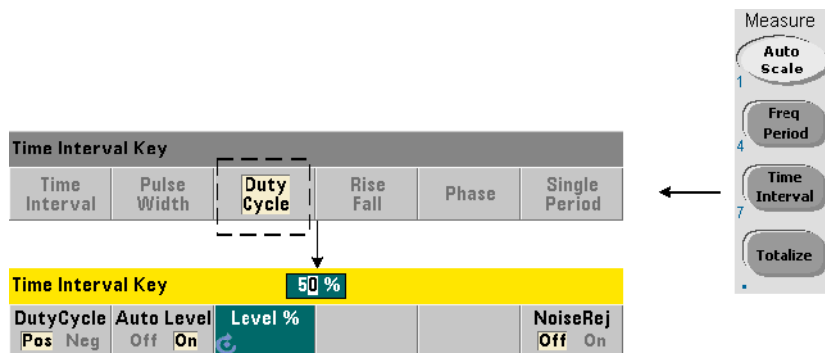 Measure
Auto
Scale
1
Freq
Period
4
Time
Interval
7
Totalize
.
Time Interval Key
Time Interval
Pulse Width
Duty Cycle
Rise Fall
Phase
Single Period
Time Interval Key
50 %
DutyCycle Auto Level Level % NoiseRej
Pos Neg Off On Off On